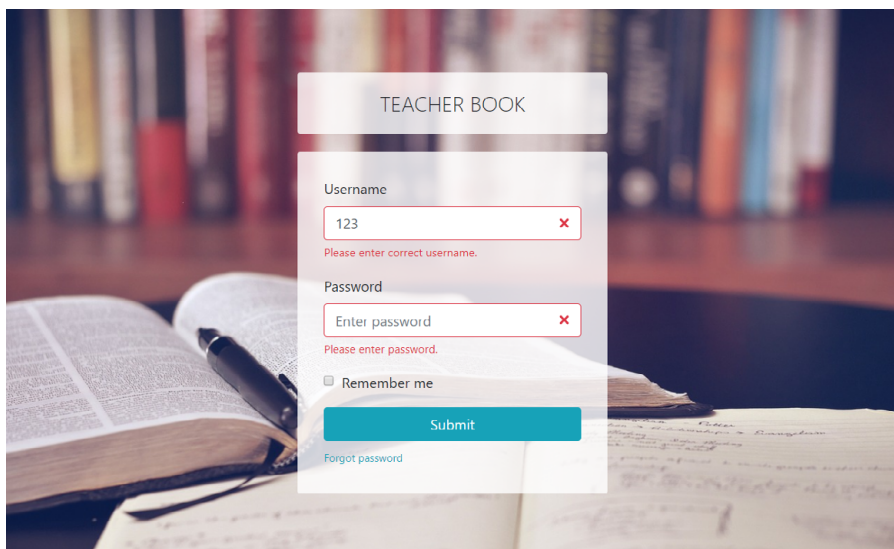 TEACHER BOOK
Username
123
Please enter correct username.
Password
Enter password
Please enter password.
Remember me
Submit
Forgot password